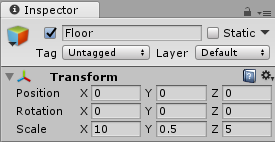 Inspector
Floor Static
Tag Untagged Layer Default
Transform
Position X 0 Y 0 Z 0
Rotation X 0 Y 0 Z 0
Scale X 10 Y 0.5 Z 5